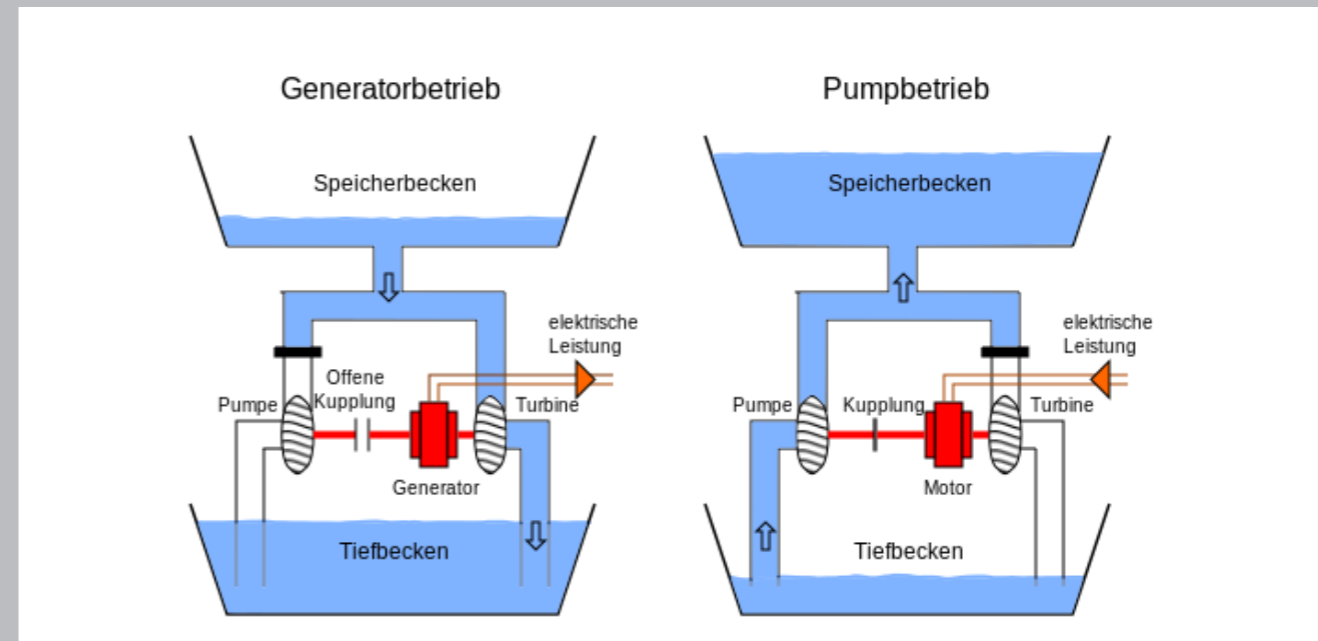 Generatorbetrieb
Speicherbecken
elektrische
Leistung
Offene
Kupplung
Pumpe
Turbine
Generator
Tiefbecken
Pumpbetrieb
Speicherbecken
elektrische
Leistung
Pumpe
Kupplung
Turbine
Motor
Tiefbecken